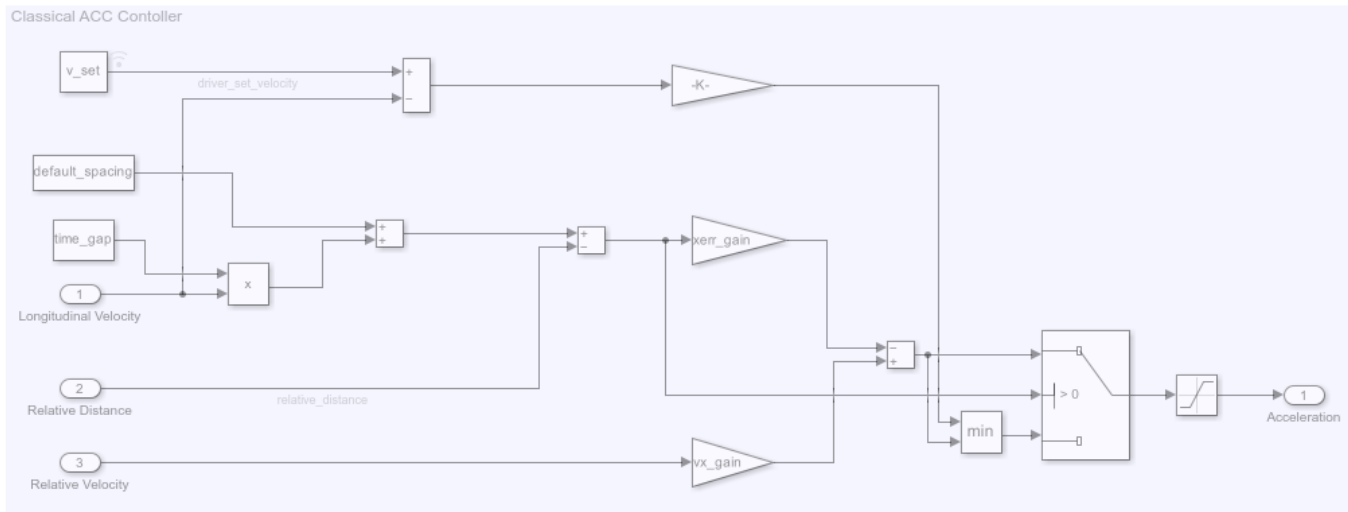 Classical ACC Contoller
v_set
driver_set_velocity
+
−
-K-
default_spacing
time_gap
+
+
x
1
Longitudinal Velocity
+
−
xerr_gain
2
Relative Distance
relative_distance
−
+
> 0
min
1
Acceleration
3
Relative Velocity
vx_gain